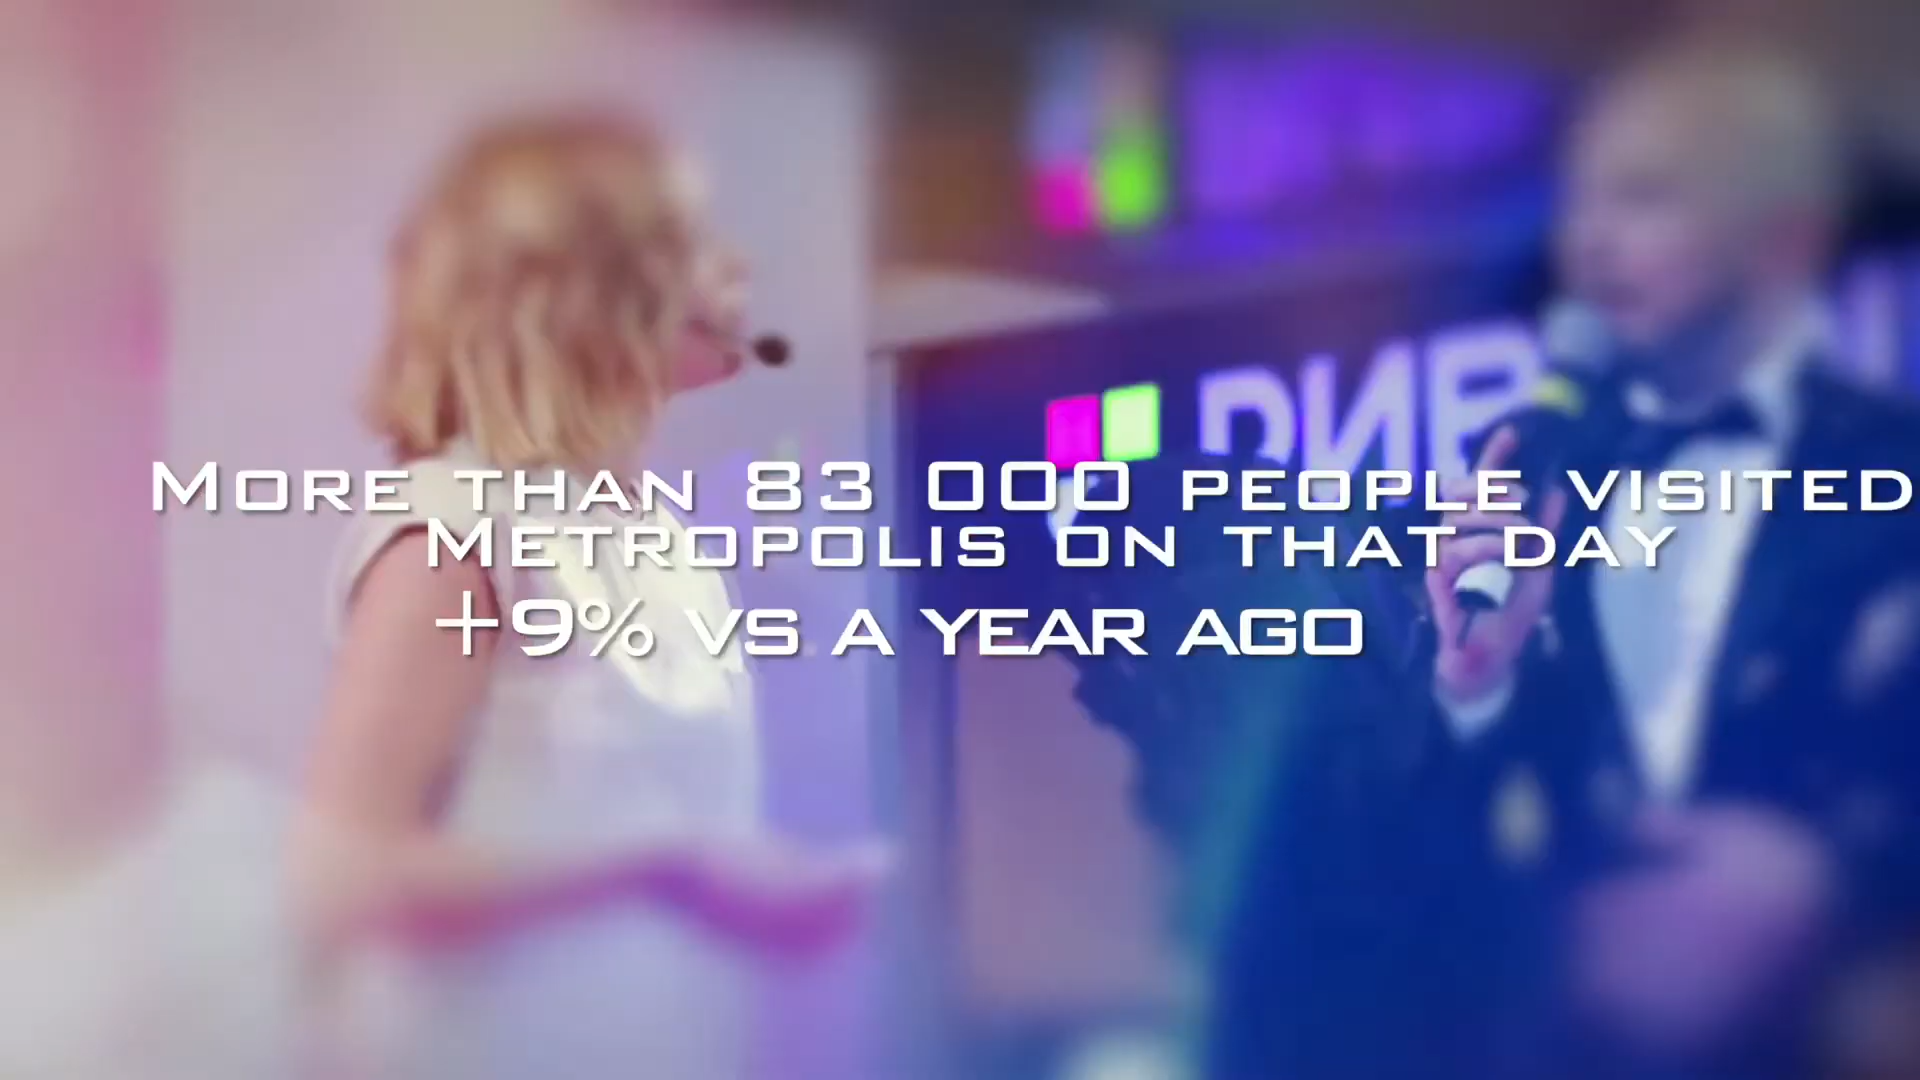 More than 83 000 people visited
Metropolis on that day
+9% vs a year ago